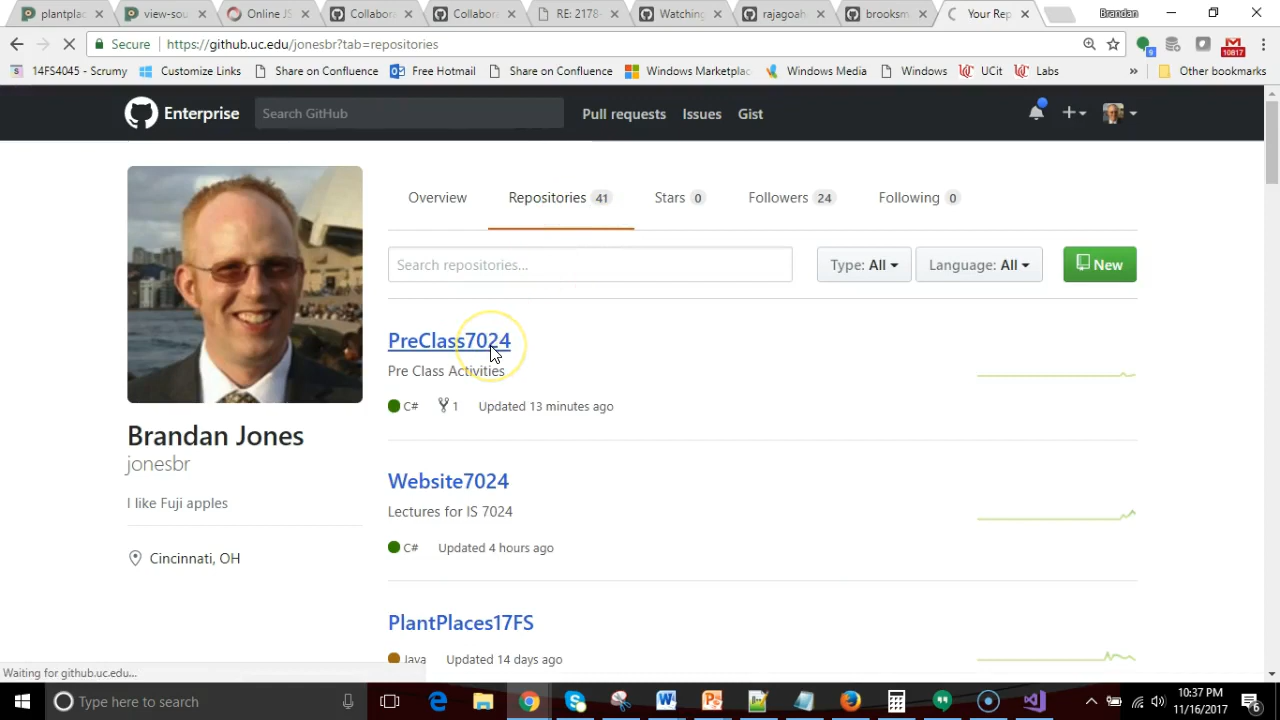 plantplac
view-sou
Online JS
Collabora
Collabora
RE: 2178-
Watching
rajagoah
brooksm
Your Rep
Brandan
Secure
https://github.uc.edu/jonesbr?tab=repositories
9
10817
14FS4045 - Scrumy
Customize Links
Share on Confluence
Free Hotmail
Share on Confluence
Windows Marketplac
Windows Media
Windows
UCit
Labs
»
Other bookmarks
Enterprise
Search GitHub
Pull requests
Issues
Gist
Overview
Repositories 41
Stars 0
Followers 24
Following 0
Search repositories...
Type: All
Language: All
New
PreClass7024
Pre Class Activities
C#
1
Updated 13 minutes ago
Brandan Jones
jonesbr
I like Fuji apples
Cincinnati, OH
Website7024
Lectures for IS 7024
C#
Updated 4 hours ago
PlantPlaces17FS
Java
Updated 14 days ago
Waiting for github.uc.edu...
Type here to search
10:37 PM
11/16/2017
6